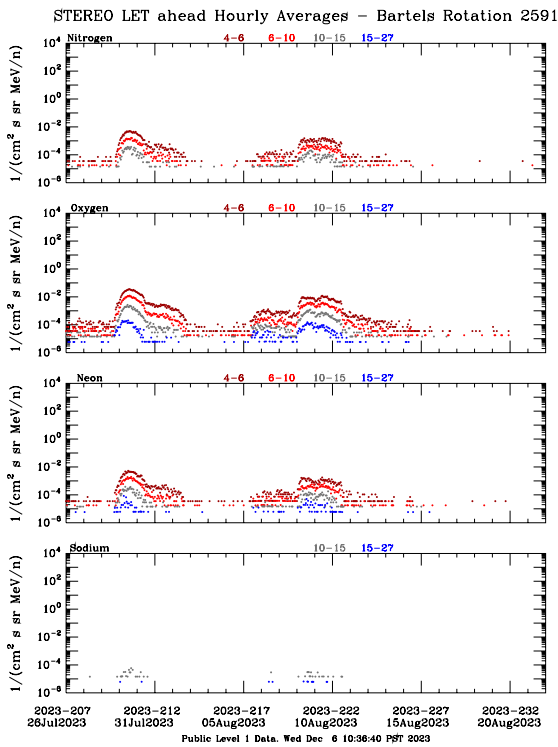 STEREO LET ahead Hourly Averages - Bartels Rotation 2591
Nitrogen 4-6 6-10 10-15 15-27
10^4
10^2
10^0
10^-2
10^-4
10^-6
1/(cm^2 s sr MeV/n)
Oxygen 4-6 6-10 10-15 15-27
10^4
10^2
10^0
10^-2
10^-4
10^-6
1/(cm^2 s sr MeV/n)
Neon 4-6 6-10 10-15 15-27
10^4
10^2
10^0
10^-2
10^-4
10^-6
1/(cm^2 s sr MeV/n)
Sodium 10-15 15-27
10^4
10^2
10^0
10^-2
10^-4
10^-6
1/(cm^2 s sr MeV/n)
2023-207 2023-212 2023-217 2023-222 2023-227 2023-232
26Jul2023 31Jul2023 05Aug2023 10Aug2023 15Aug2023 20Aug2023
Public Level 1 Data. Wed Dec 6 10:36:40 PST 2023